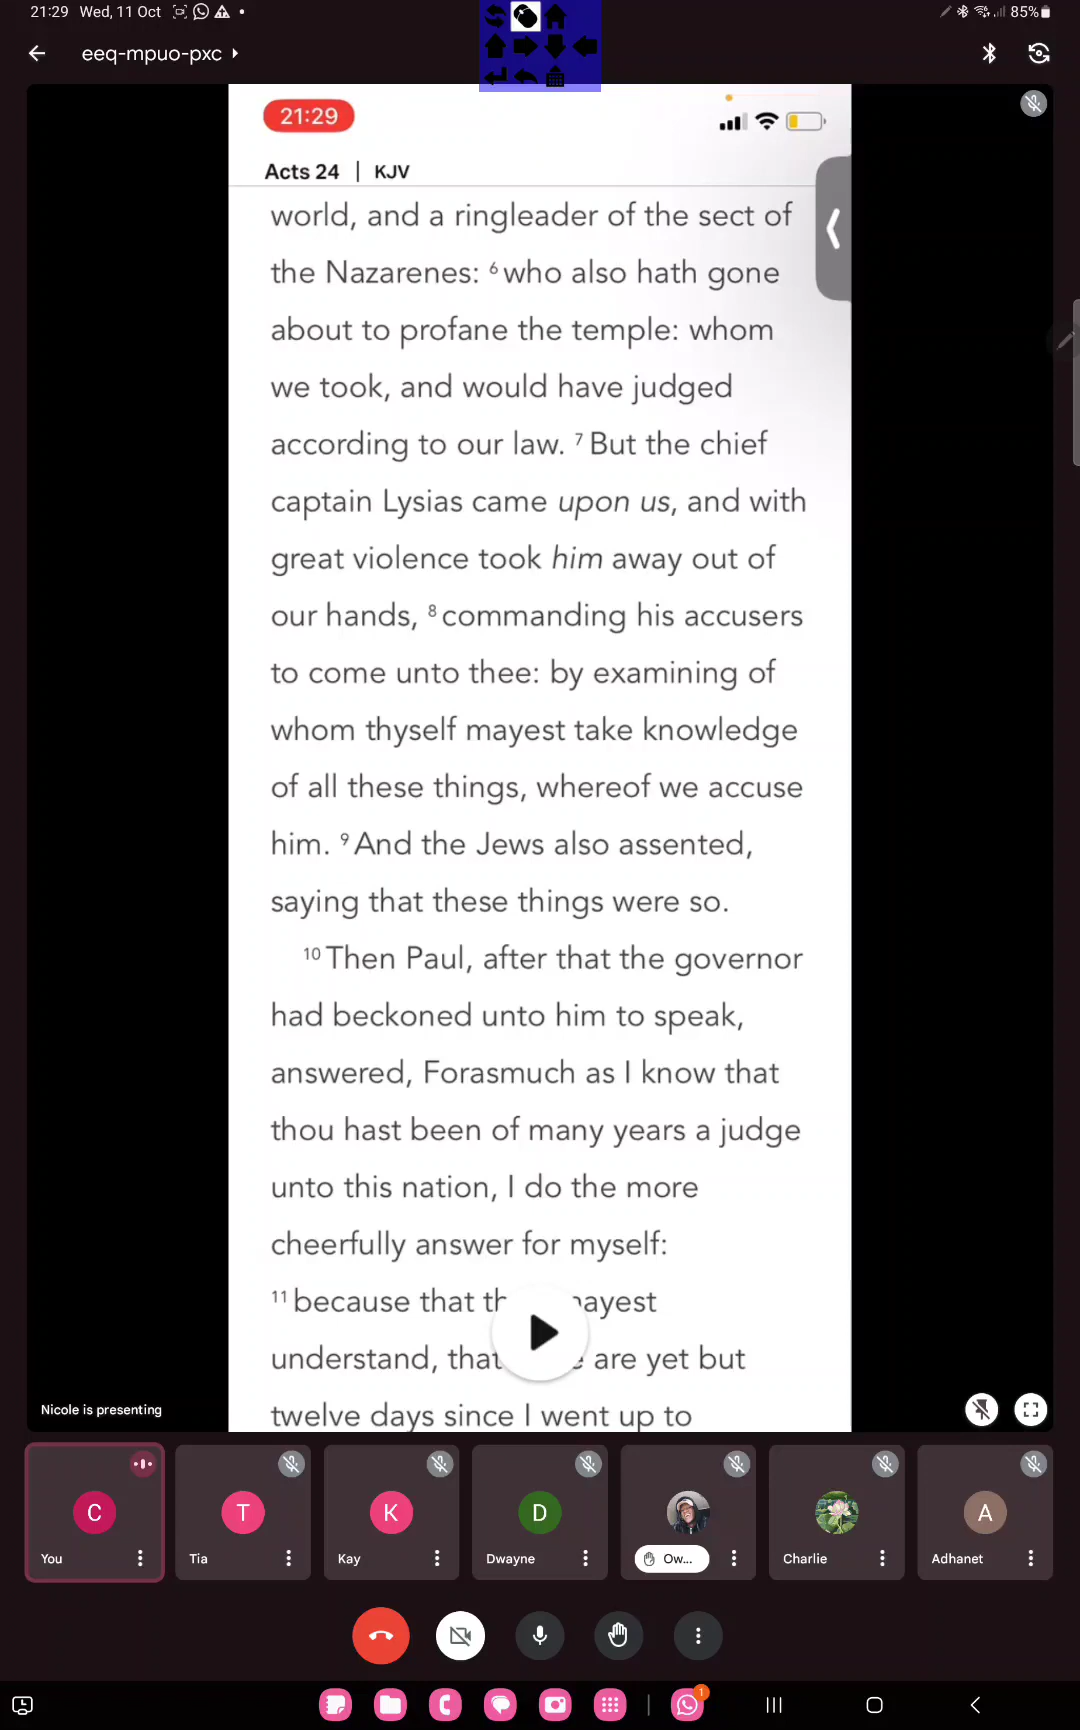 21:29 Wed, 11 Oct
85%
eeq-mpuo-pxc
21:29
Acts 24 | KJV
world, and a ringleader of the sect of
the Nazarenes: 6 who also hath gone
about to profane the temple: whom
we took, and would have judged
according to our law. 7 But the chief
captain Lysias came upon us, and with
great violence took him away out of
our hands, 8 commanding his accusers
to come unto thee: by examining of
whom thyself mayest take knowledge
of all these things, whereof we accuse
him. 9 And the Jews also assented,
saying that these things were so.
10 Then Paul, after that the governor
had beckoned unto him to speak,
answered, Forasmuch as I know that
thou hast been of many years a judge
unto this nation, I do the more
cheerfully answer for myself:
11 because that
understand, that are yet but
twelve days since I went up to
Nicole is presenting
C T K D A
You Tia Kay Dwayne Ow... Charlie Adhanet
1